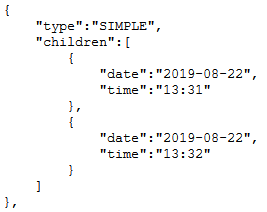 {
    "type":"SIMPLE",
    "children":[
        {
            "date":"2019-08-22",
            "time":"13:31"
        },
        {
            "date":"2019-08-22",
            "time":"13:32"
        }
    ]
},